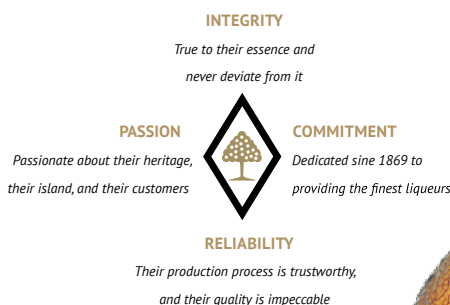 INTEGRITY
True to their essence and
never deviate from it
PASSION
Passionate about their heritage,
their island, and their customers
COMMITMENT
Dedicated sine 1869 to
providing the finest liqueurs
RELIABILITY
Their production process is trustworthy,
and their quality is impeccable